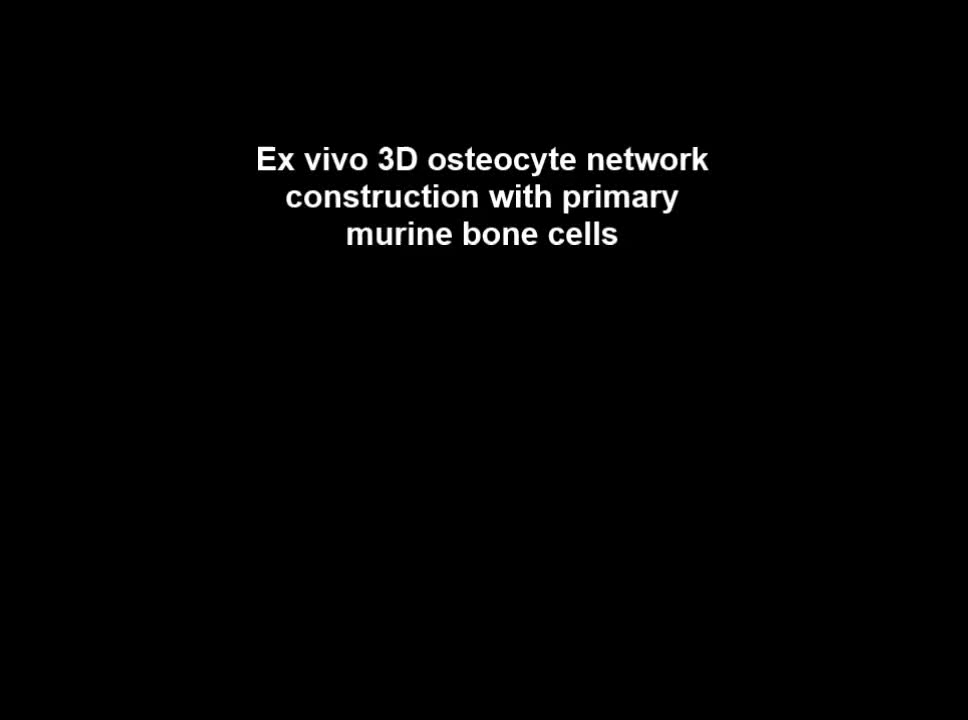 Ex vivo 3D osteocyte network
construction with primary
murine bone cells